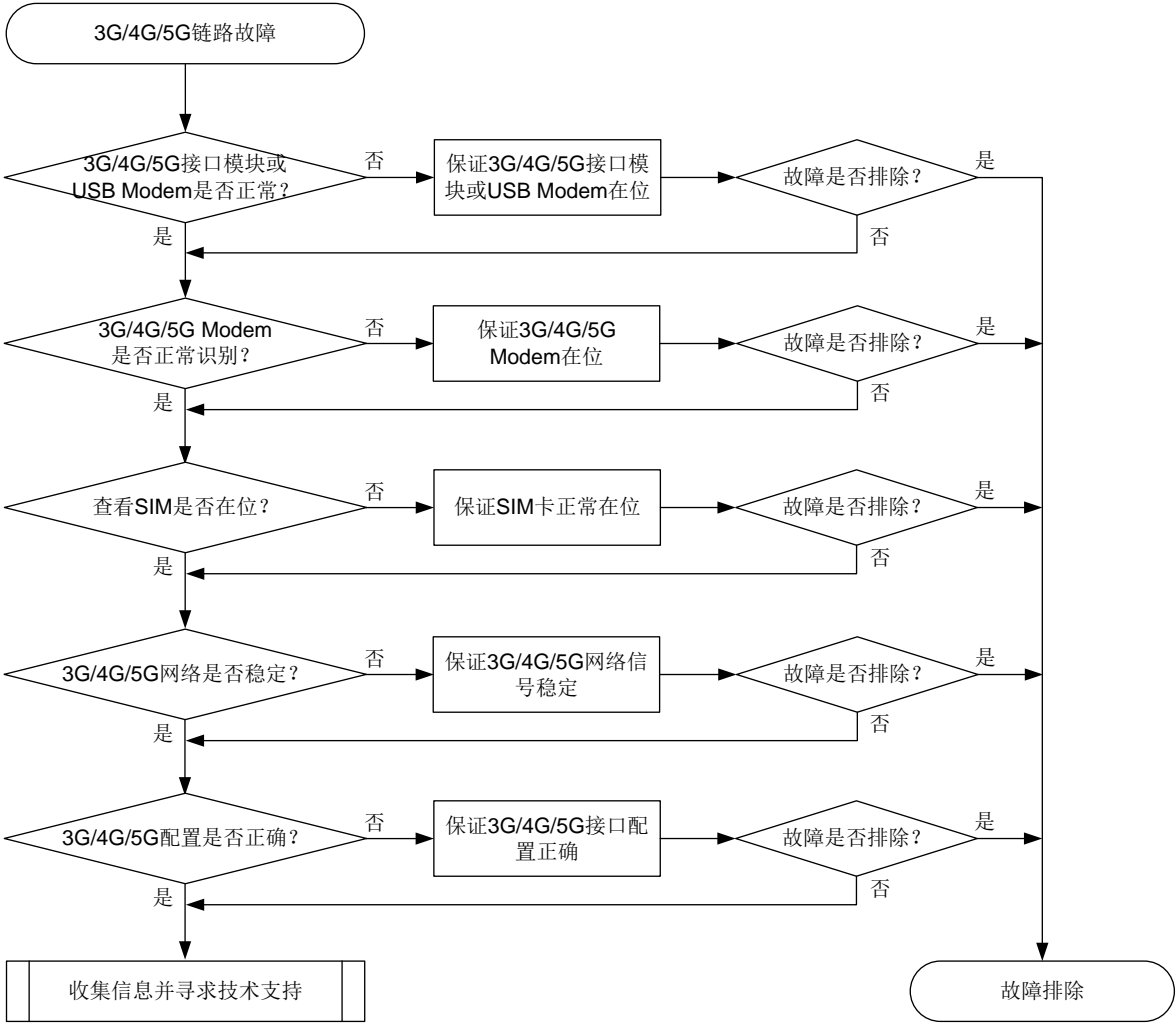 3G/4G/5G链路故障
3G/4G/5G接口模块或
USB Modem是否正常?
否
保证3G/4G/5G接口模
块或USB Modem在位
故障是否排除?
是
是
否
3G/4G/5G Modem
是否正常识别?
否
保证3G/4G/5G
Modem在位
故障是否排除?
是
是
否
查看SIM是否在位?
否
保证SIM卡正常在位
故障是否排除?
是
是
否
3G/4G/5G网络是否稳定?
否
保证3G/4G/5G网络信
号稳定
故障是否排除?
是
是
否
3G/4G/5G配置是否正确?
否
保证3G/4G/5G接口配
置正确
故障是否排除?
是
是
否
收集信息并寻求技术支持
故障排除